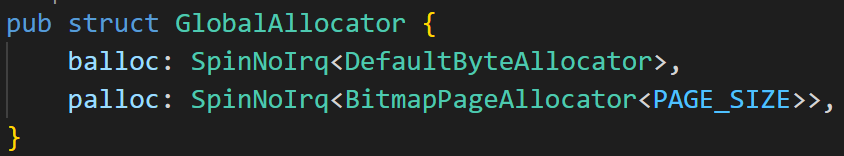 pub struct GlobalAllocator {
    balloc: SpinNoIrq<DefaultByteAllocator>,
    palloc: SpinNoIrq<BitmapPageAllocator<PAGE_SIZE>>,
}